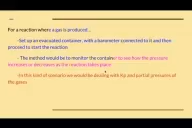 For a reaction where a gas is produced...
-Set up an evacuated container, with a barometer connected to it and then
proceed to start the reaction
- The method would be to monitor the container to see how the pressure
increases or decreases as the reaction takes place
-In this kind of scenario we would be dealing with Kp and partial pressures of
the gases